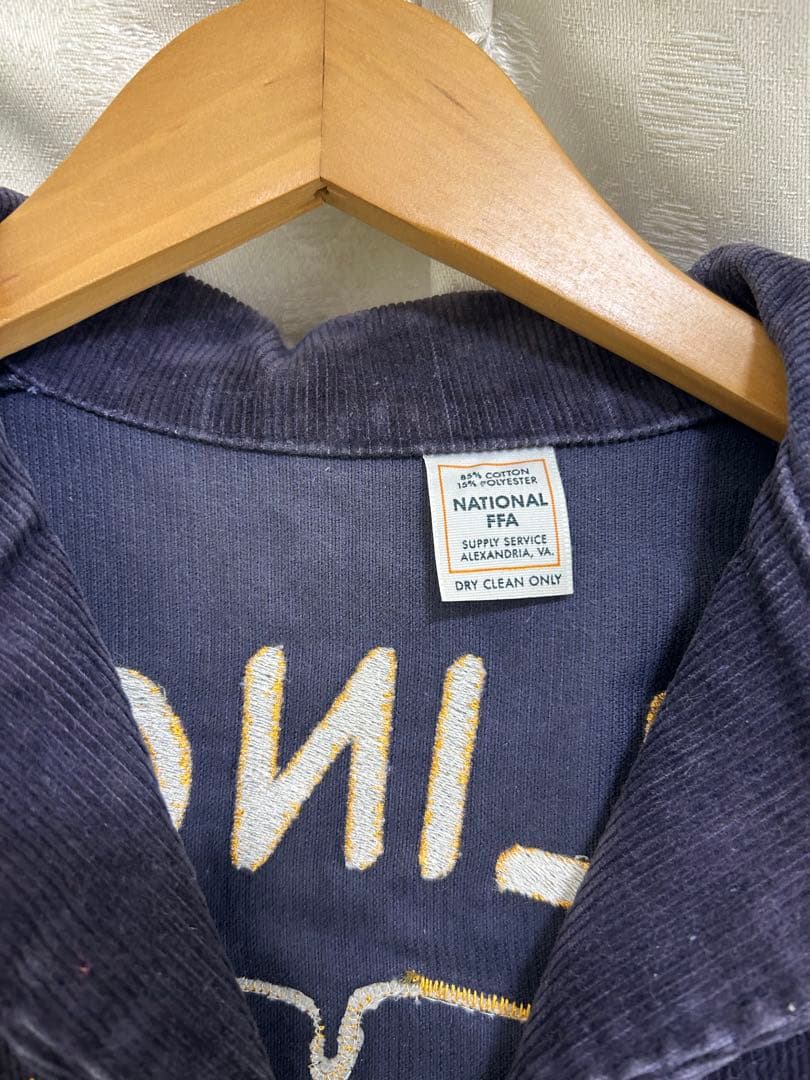 85% COTTON
15% POLYESTER
NATIONAL
FFA
SUPPLY SERVICE
ALEXANDRIA, VA.
DRY CLEAN ONLY